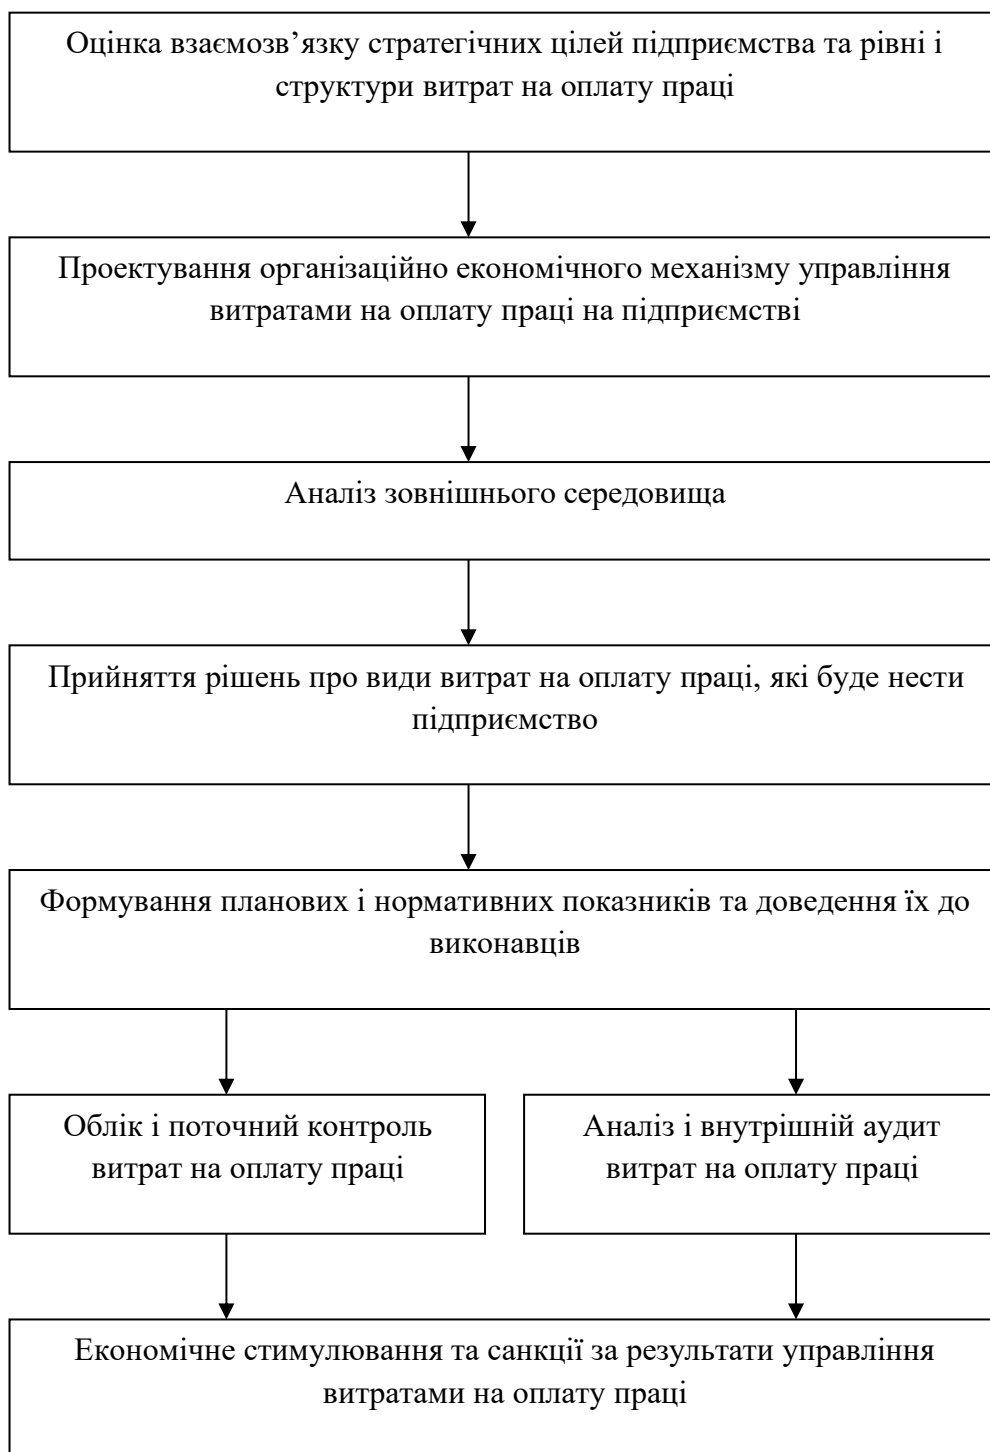 Оцінка взаємозв’язку стратегічних цілей підприємства та рівні і
структури витрат на оплату праці
Проектування організаційно економічного механізму управління
витратами на оплату праці на підприємстві
Аналіз зовнішнього середовища
Прийняття рішень про види витрат на оплату праці, які буде нести
підприємство
Формування планових і нормативних показників та доведення їх до
виконавців
Облік і поточний контроль
витрат на оплату праці
Аналіз і внутрішній аудит
витрат на оплату праці
Економічне стимулювання та санкції за результати управління
витратами на оплату праці